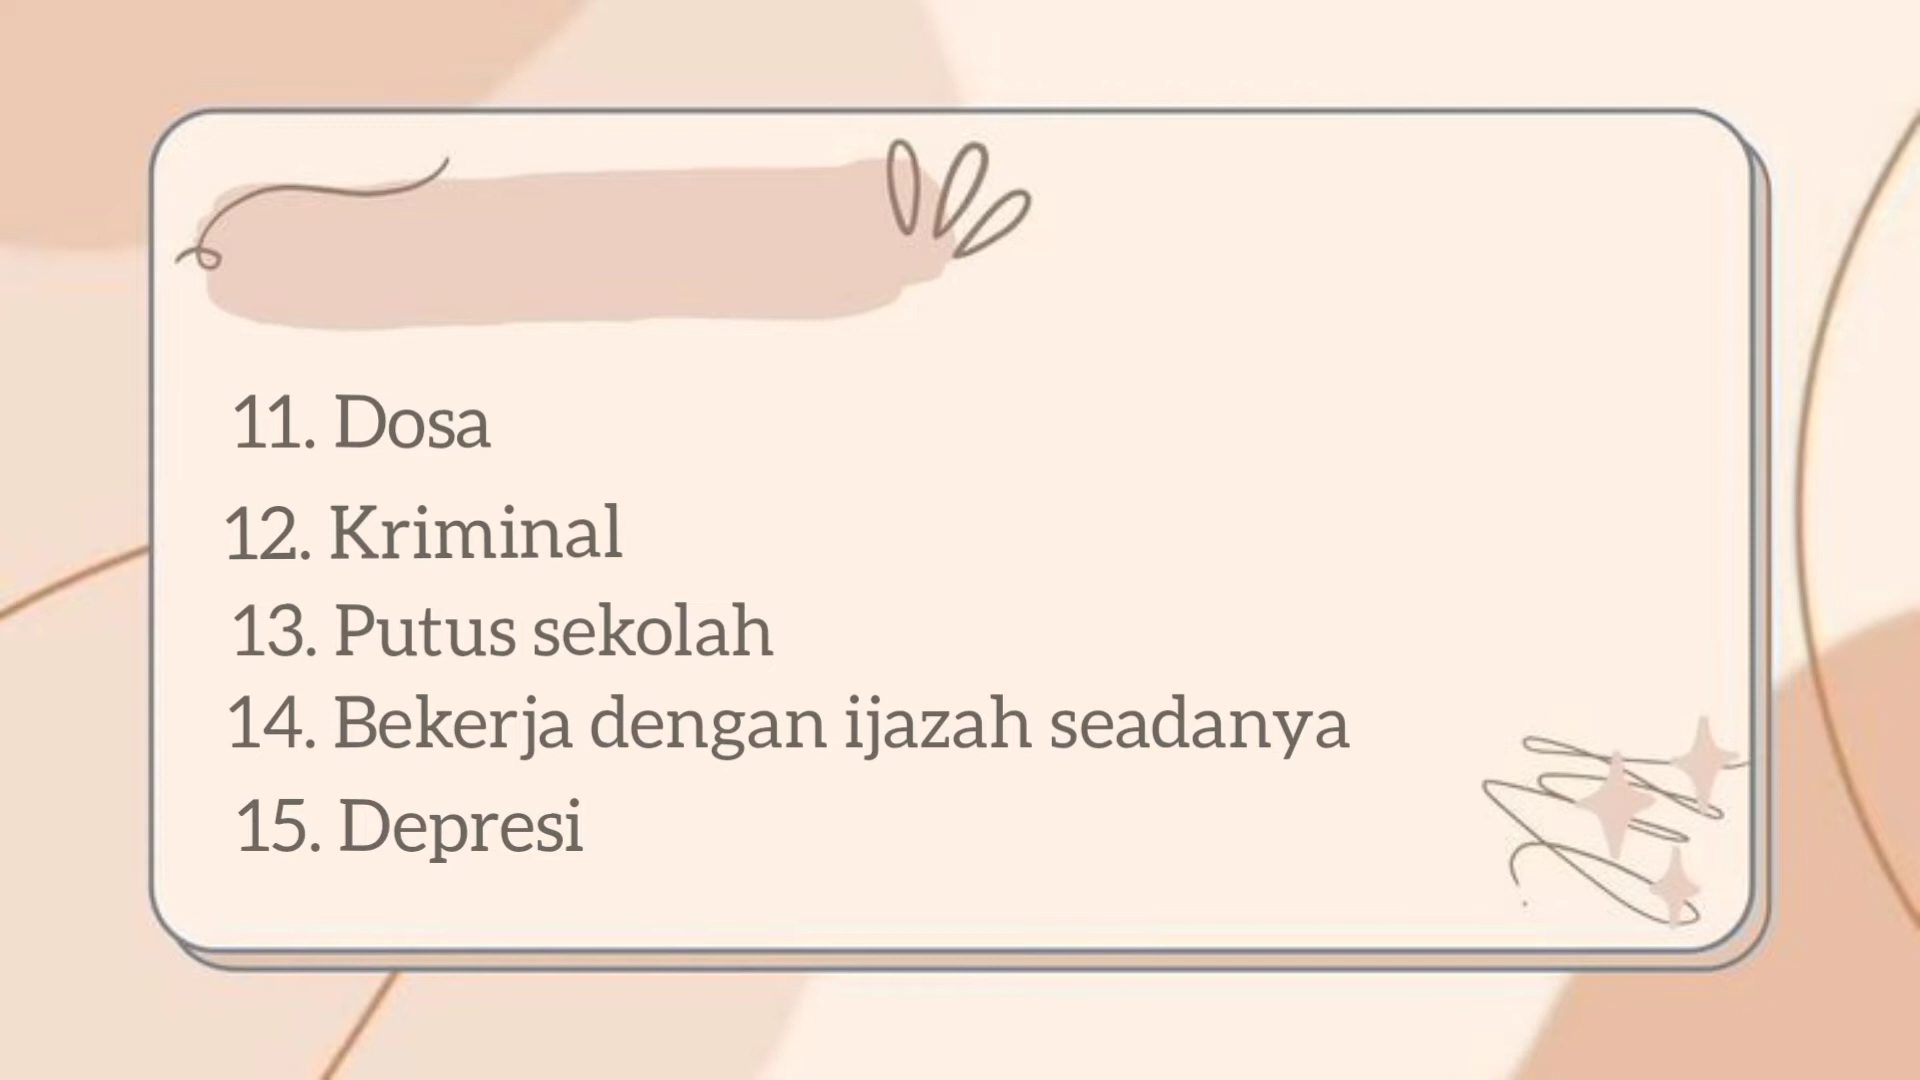 11. Dosa
12. Kriminal
13. Putus sekolah
14. Bekerja dengan ijazah seadanya
15. Depresi